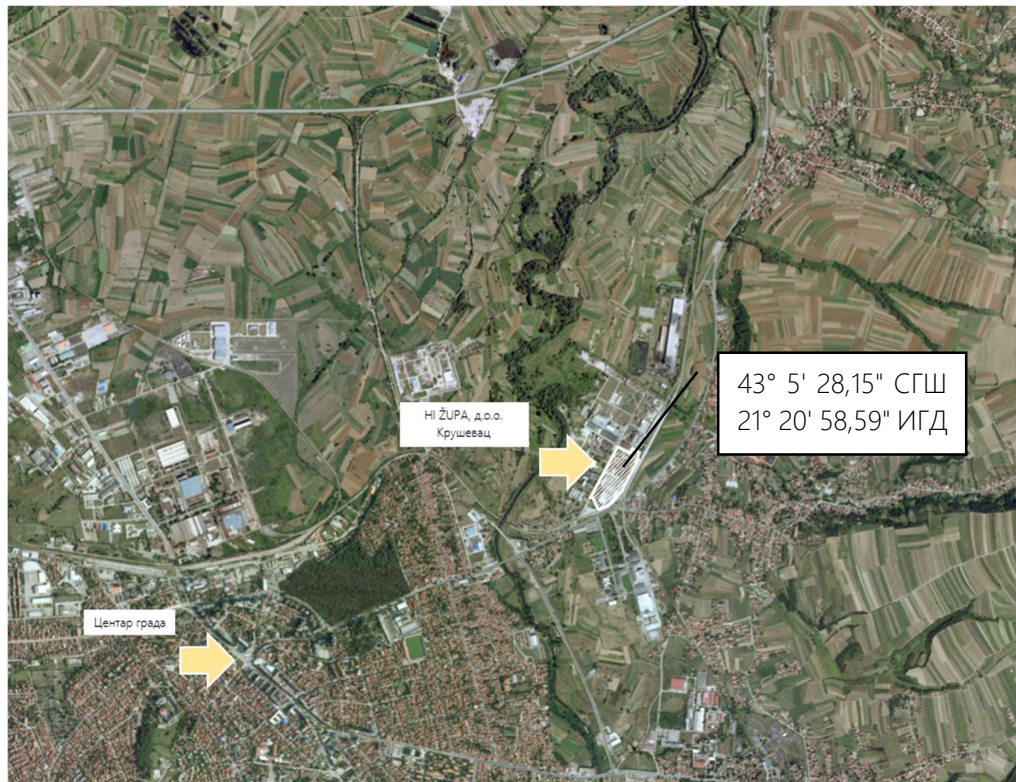 43° 5' 28,15" СГШ
21° 20' 58,59" ИГД
HI ŽUPA, д.о.о.
Крушевац
Центар града